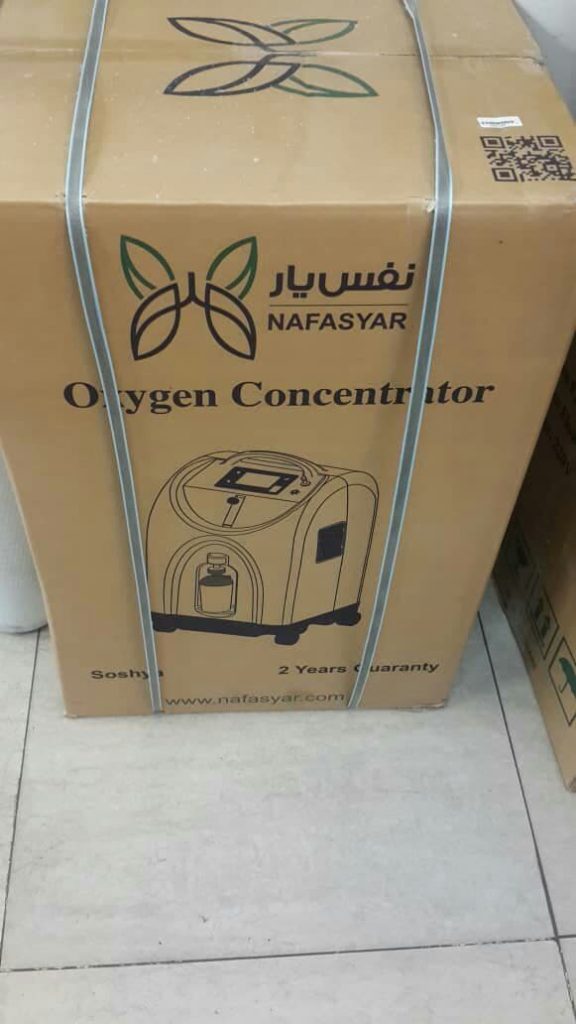 نفس‌یار
NAFASYAR
Oxygen Concentrator
2 Years Guaranty
www.nafasyar.com